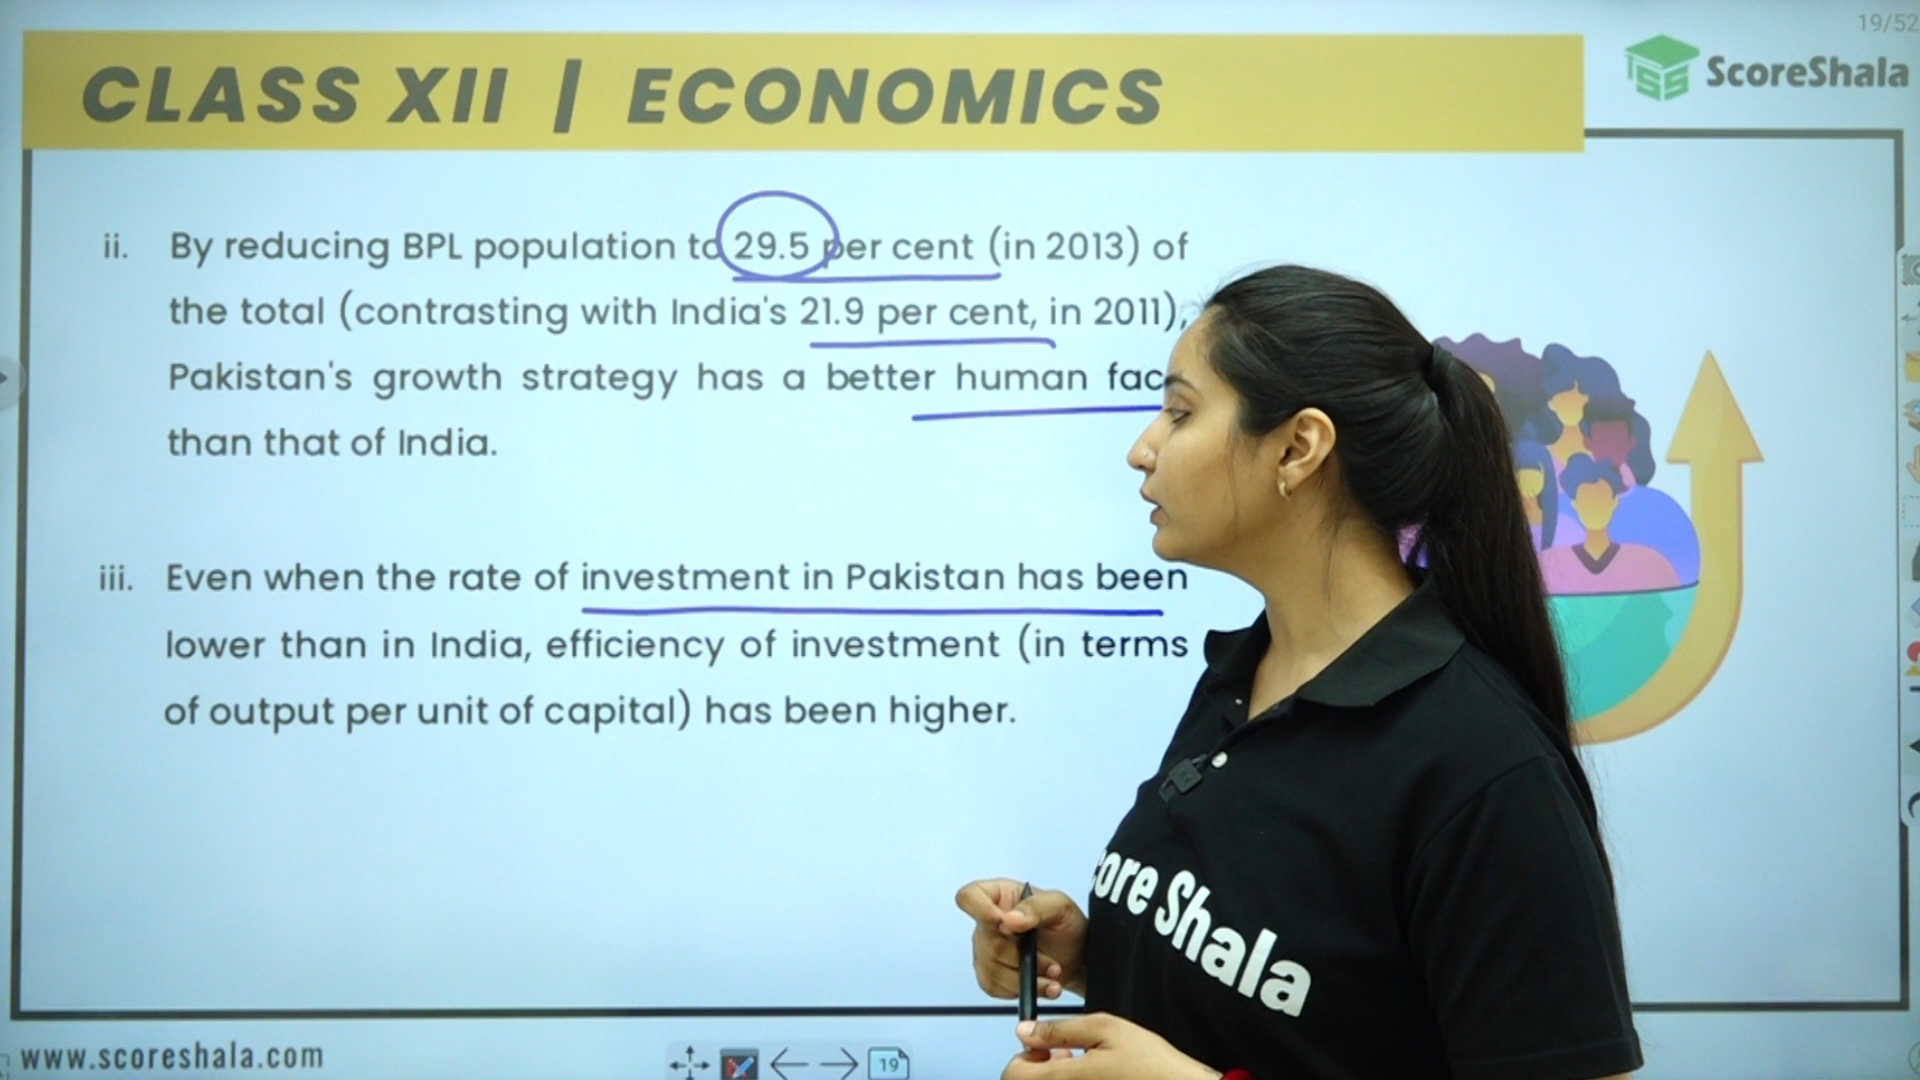 19/52
CLASS XII | ECONOMICS
ScoreShala
ii. By reducing BPL population to 29.5 per cent (in 2013) of
the total (contrasting with India's 21.9 per cent, in 2011),
Pakistan's growth strategy has a better human fac
than that of India.
iii. Even when the rate of investment in Pakistan has been
lower than in India, efficiency of investment (in terms
of output per unit of capital) has been higher.
core Shala
www.scoreshala.com
19